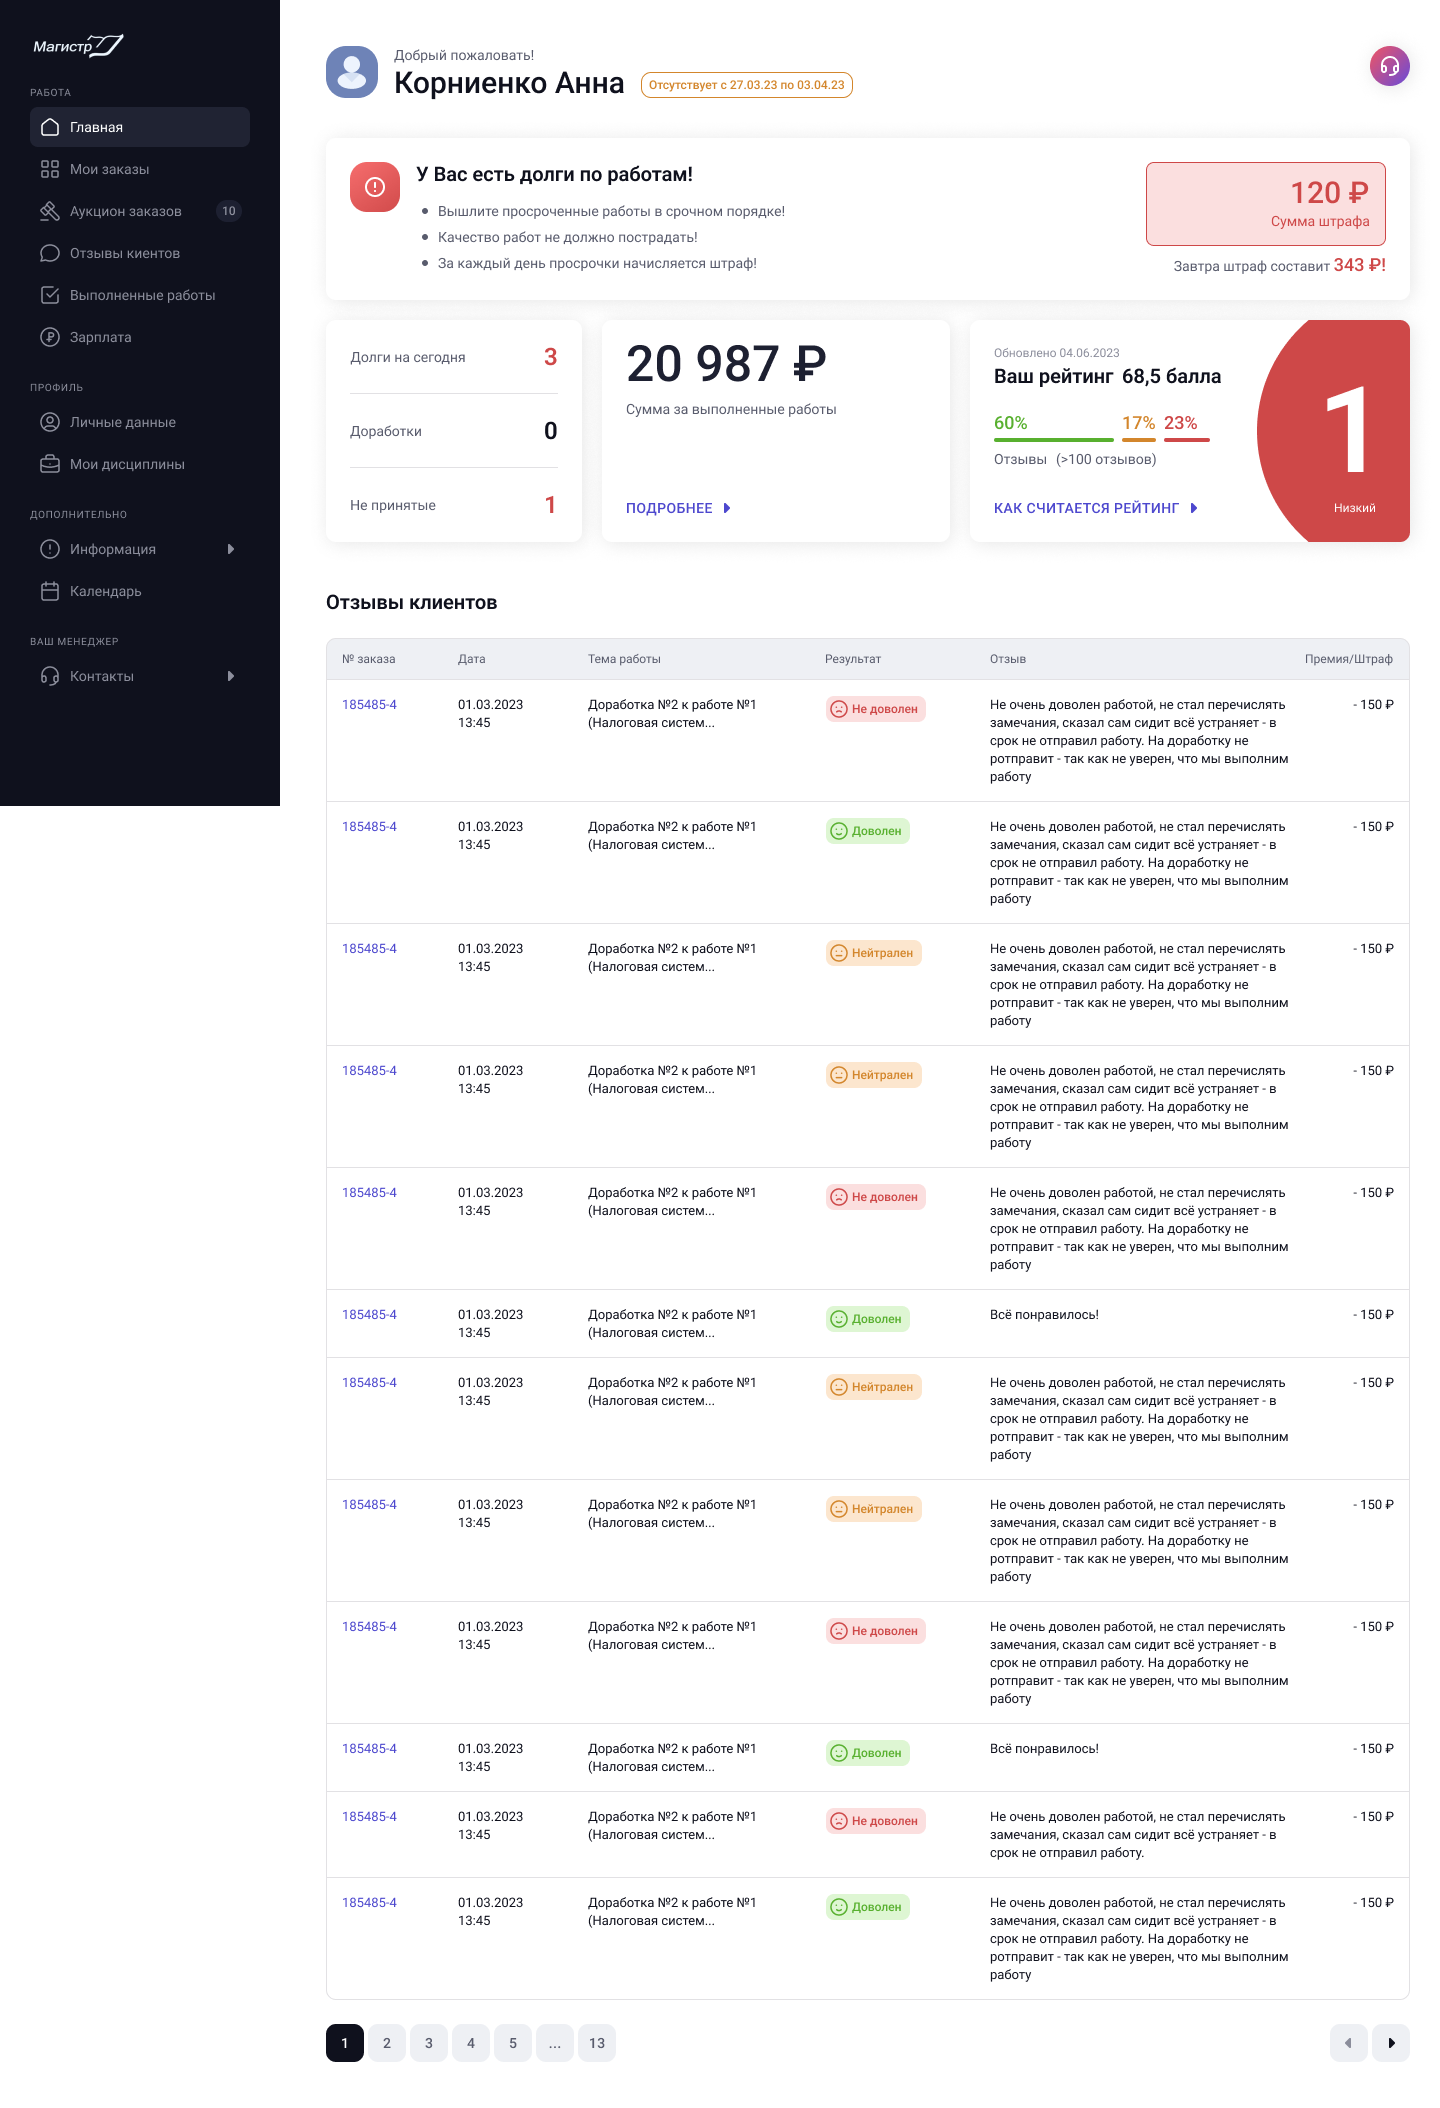 Магистр
РАБОТА
Главная
Мои заказы
Аукцион заказов 10
Отзывы киентов
Выполненные работы
Зарплата
ПРОФИЛЬ
Личные данные
Мои дисциплины
ДОПОЛНИТЕЛЬНО
Информация
Календарь
ВАШ МЕНЕДЖЕР
Контакты
Добрый пожаловать!
Корниенко Анна Отсутствует с 27.03.23 по 03.04.23
У Вас есть долги по работам!
Вышлите просроченные работы в срочном порядке!
Качество работ не должно пострадать!
За каждый день просрочки начисляется штраф!
120 ₽
Сумма штрафа
Завтра штраф составит 343 ₽!
Долги на сегодня 3
Доработки 0
Не принятые 1
20 987 ₽
Сумма за выполненные работы
ПОДРОБНЕЕ
Обновлено 04.06.2023
Ваш рейтинг 68,5 балла
60% 17% 23%
Отзывы (>100 отзывов)
КАК СЧИТАЕТСЯ РЕЙТИНГ
1
Низкий
Отзывы клиентов
№ заказа Дата Тема работы Результат Отзыв Премия/Штраф
185485-4 01.03.2023 Доработка №2 к работе №1 Не доволен Не очень доволен работой, не стал перечислять - 150 ₽
13:45 (Налоговая систем... замечания, сказал сам сидит всё устраняет - в
срок не отправил работу. На доработку не
ротправит - так как не уверен, что мы выполним
работу
185485-4 01.03.2023 Доработка №2 к работе №1 Доволен Не очень доволен работой, не стал перечислять - 150 ₽
13:45 (Налоговая систем... замечания, сказал сам сидит всё устраняет - в
срок не отправил работу. На доработку не
ротправит - так как не уверен, что мы выполним
работу
185485-4 01.03.2023 Доработка №2 к работе №1 Нейтрален Не очень доволен работой, не стал перечислять - 150 ₽
13:45 (Налоговая систем... замечания, сказал сам сидит всё устраняет - в
срок не отправил работу. На доработку не
ротправит - так как не уверен, что мы выполним
работу
185485-4 01.03.2023 Доработка №2 к работе №1 Нейтрален Не очень доволен работой, не стал перечислять - 150 ₽
13:45 (Налоговая систем... замечания, сказал сам сидит всё устраняет - в
срок не отправил работу. На доработку не
ротправит - так как не уверен, что мы выполним
работу
185485-4 01.03.2023 Доработка №2 к работе №1 Не доволен Не очень доволен работой, не стал перечислять - 150 ₽
13:45 (Налоговая систем... замечания, сказал сам сидит всё устраняет - в
срок не отправил работу. На доработку не
ротправит - так как не уверен, что мы выполним
работу
185485-4 01.03.2023 Доработка №2 к работе №1 Доволен Всё понравилось! - 150 ₽
13:45 (Налоговая систем...
185485-4 01.03.2023 Доработка №2 к работе №1 Нейтрален Не очень доволен работой, не стал перечислять - 150 ₽
13:45 (Налоговая систем... замечания, сказал сам сидит всё устраняет - в
срок не отправил работу. На доработку не
ротправит - так как не уверен, что мы выполним
работу
185485-4 01.03.2023 Доработка №2 к работе №1 Нейтрален Не очень доволен работой, не стал перечислять - 150 ₽
13:45 (Налоговая систем... замечания, сказал сам сидит всё устраняет - в
срок не отправил работу. На доработку не
ротправит - так как не уверен, что мы выполним
работу
185485-4 01.03.2023 Доработка №2 к работе №1 Не доволен Не очень доволен работой, не стал перечислять - 150 ₽
13:45 (Налоговая систем... замечания, сказал сам сидит всё устраняет - в
срок не отправил работу. На доработку не
ротправит - так как не уверен, что мы выполним
работу
185485-4 01.03.2023 Доработка №2 к работе №1 Доволен Всё понравилось! - 150 ₽
13:45 (Налоговая систем...
185485-4 01.03.2023 Доработка №2 к работе №1 Не доволен Не очень доволен работой, не стал перечислять - 150 ₽
13:45 (Налоговая систем... замечания, сказал сам сидит всё устраняет - в
срок не отправил работу.
185485-4 01.03.2023 Доработка №2 к работе №1 Доволен Не очень доволен работой, не стал перечислять - 150 ₽
13:45 (Налоговая систем... замечания, сказал сам сидит всё устраняет - в
срок не отправил работу. На доработку не
ротправит - так как не уверен, что мы выполним
работу
1 2 3 4 5 ... 13